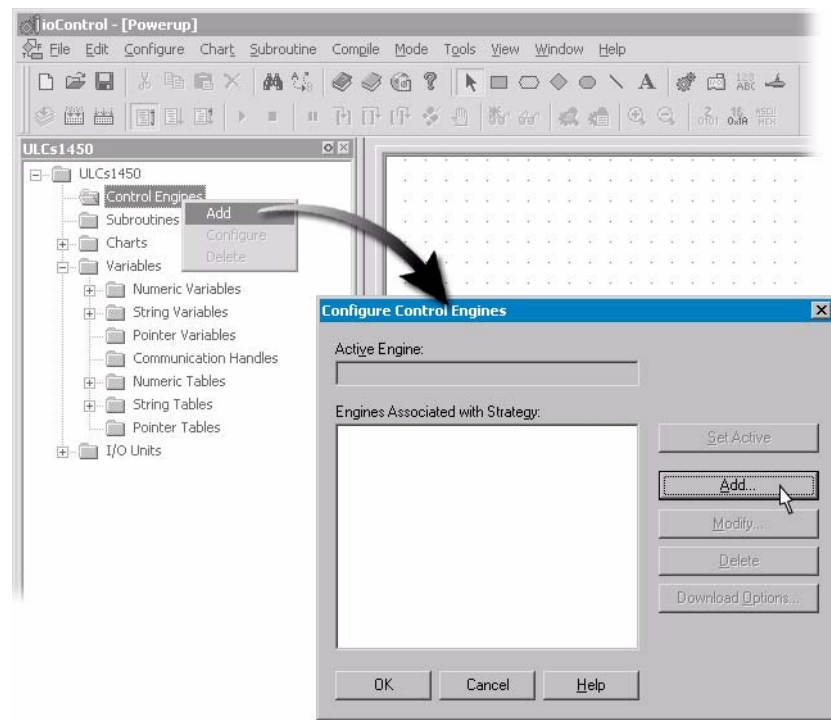 ioControl - [Powerup]
File Edit Configure Chart Subroutine Compile Mode Tools View Window Help
ULCs1450
ULCs1450
Control Engines
Add
Configure
Delete
Subroutines
Charts
Variables
Numeric Variables
String Variables
Pointer Variables
Communication Handles
Numeric Tables
String Tables
Pointer Tables
I/O Units
Configure Control Engines
Active Engine:
Engines Associated with Strategy:
Set Active
Add...
Modify...
Delete
Download Options...
OK Cancel Help